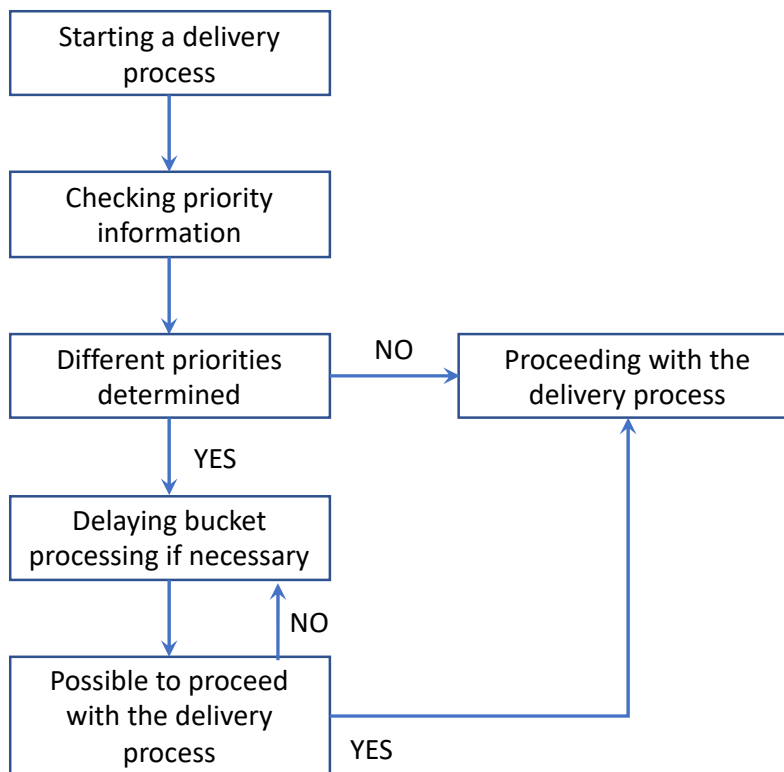 Starting a delivery
process
Checking priority
information
Different priorities
determined
NO
Proceeding with the
delivery process
YES
Delaying bucket
processing if necessary
NO
Possible to proceed
with the delivery
process
YES